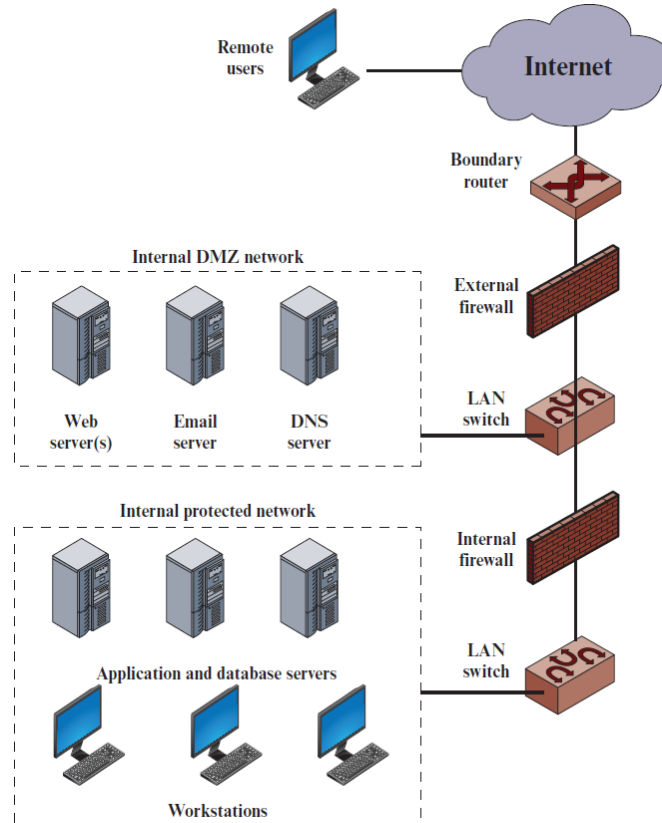 Remote
users
Internet
Boundary
router
Internal DMZ network
External
firewall
Web
server(s)
Email
server
DNS
server
LAN
switch
Internal protected network
Internal
firewall
Application and database servers
LAN
switch
Workstations